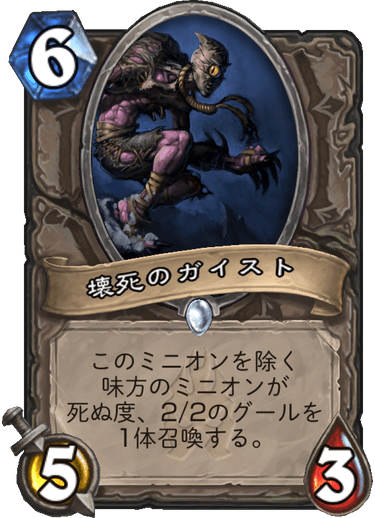 6
壊死のガイスト
このミニオンを除く
味方のミニオンが
死ぬ度、2/2のグールを
1体召喚する。
5
3